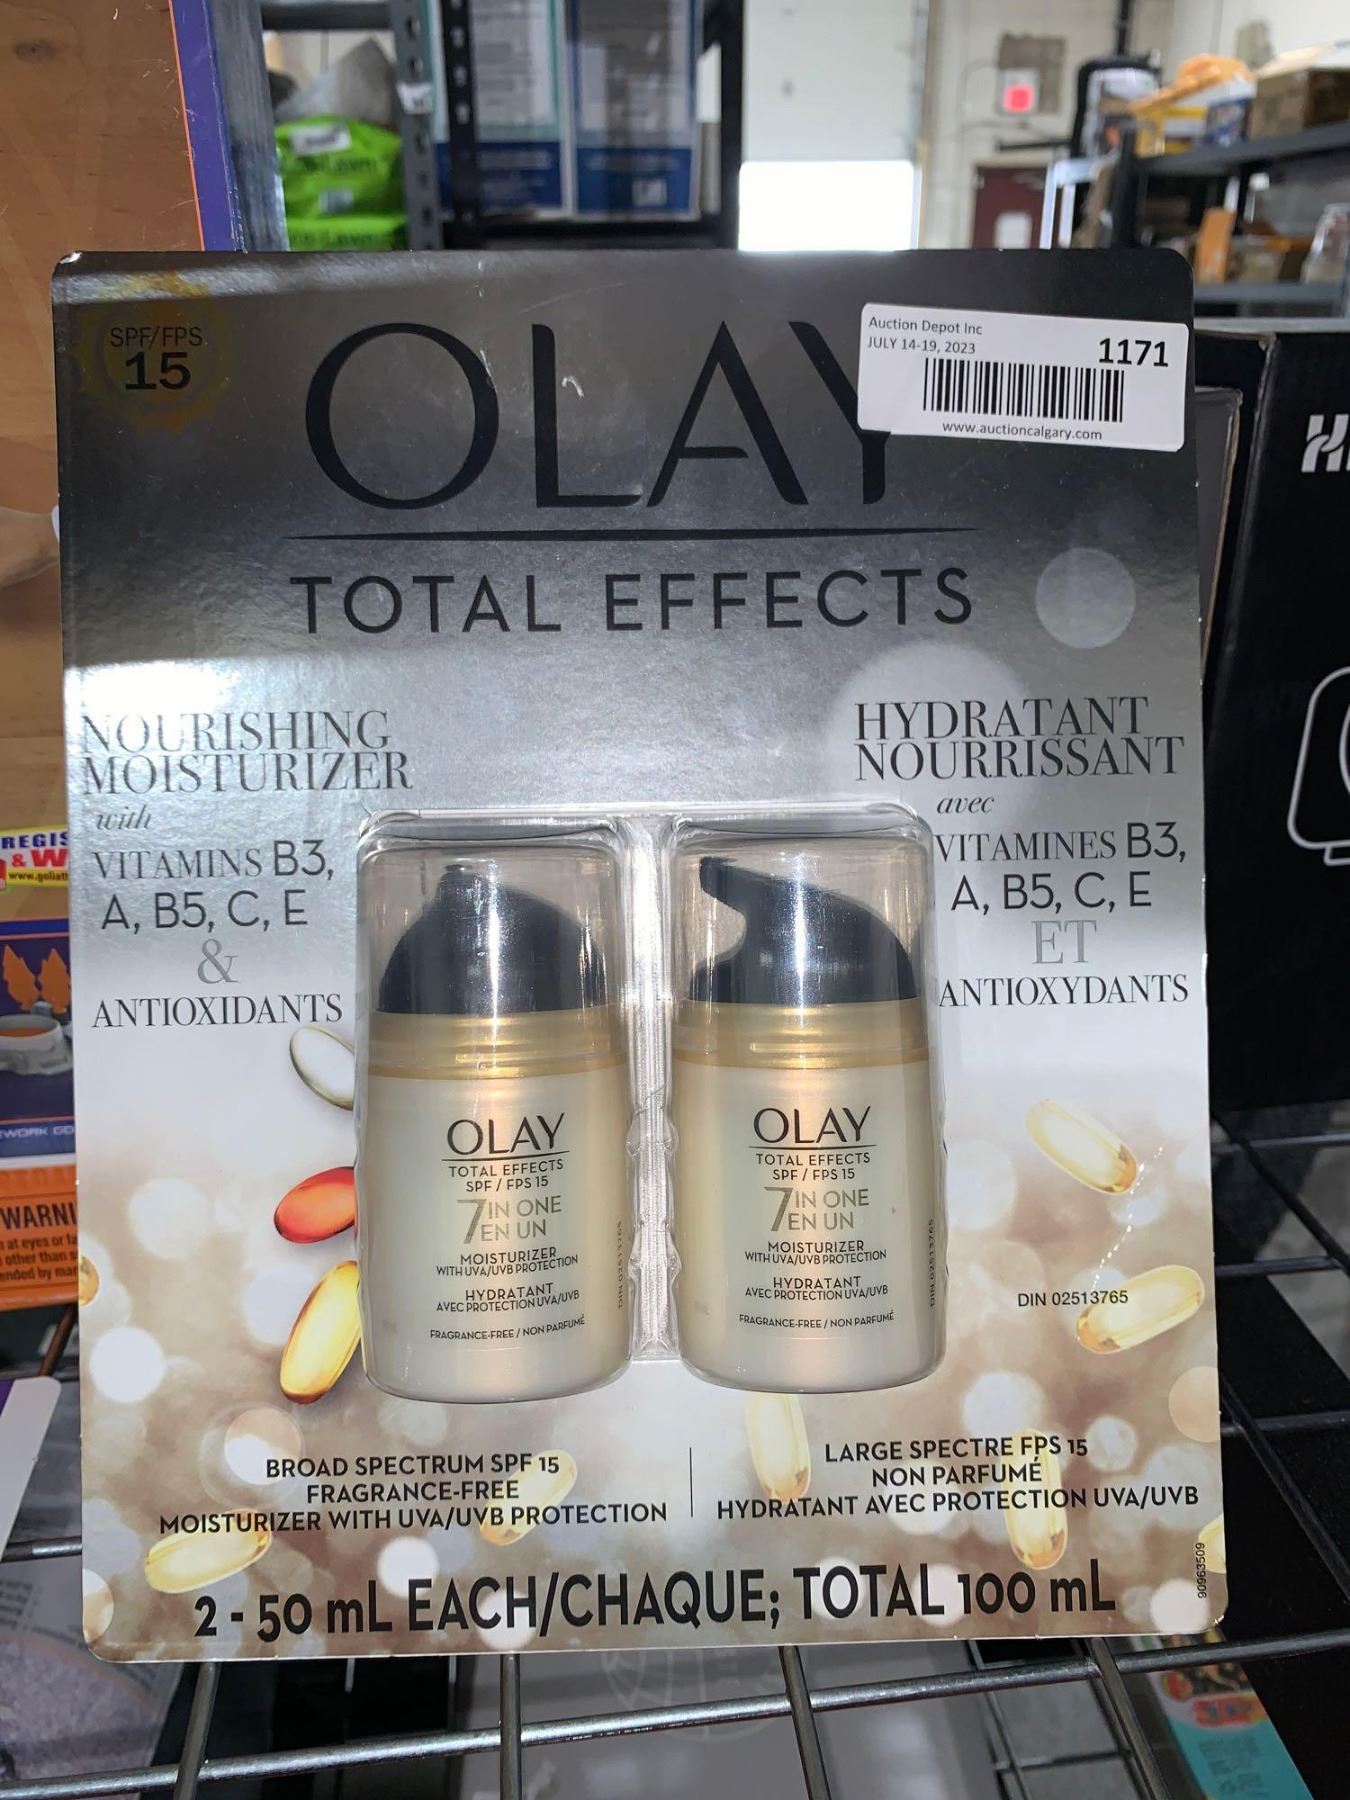 SPF/FPS
15
OLAY
Auction Depot Inc
JULY 14-19, 2023
1171
www.auctioncalgary.com
TOTAL EFFECTS
NOURISHING
MOISTURIZER
with
VITAMINS B3,
A, B5, C, E
&
ANTIOXIDANTS
HYDRATANT
NOURRISSANT
avec
VITAMINES B3,
A, B5, C, E
ET
ANTIOXYDANTS
OLAY
TOTAL EFFECTS
SPF / FPS 15
7 IN ONE
EN UN
MOISTURIZER
WITH UVA/UVB PROTECTION
HYDRATANT
AVEC PROTECTION UVA/UVB
FRAGRANCE-FREE / NON PARFUMÉ
DIN 02513765
OLAY
TOTAL EFFECTS
SPF / FPS 15
7 IN ONE
EN UN
MOISTURIZER
WITH UVA/UVB PROTECTION
HYDRATANT
AVEC PROTECTION UVA/UVB
FRAGRANCE-FREE / NON PARFUMÉ
DIN 02513765
DIN 02513765
BROAD SPECTRUM SPF 15
FRAGRANCE-FREE
MOISTURIZER WITH UVA/UVB PROTECTION
LARGE SPECTRE FPS 15
NON PARFUMÉ
HYDRATANT AVEC PROTECTION UVA/UVB
2 - 50 mL EACH/CHAQUE; TOTAL 100 mL
90963509